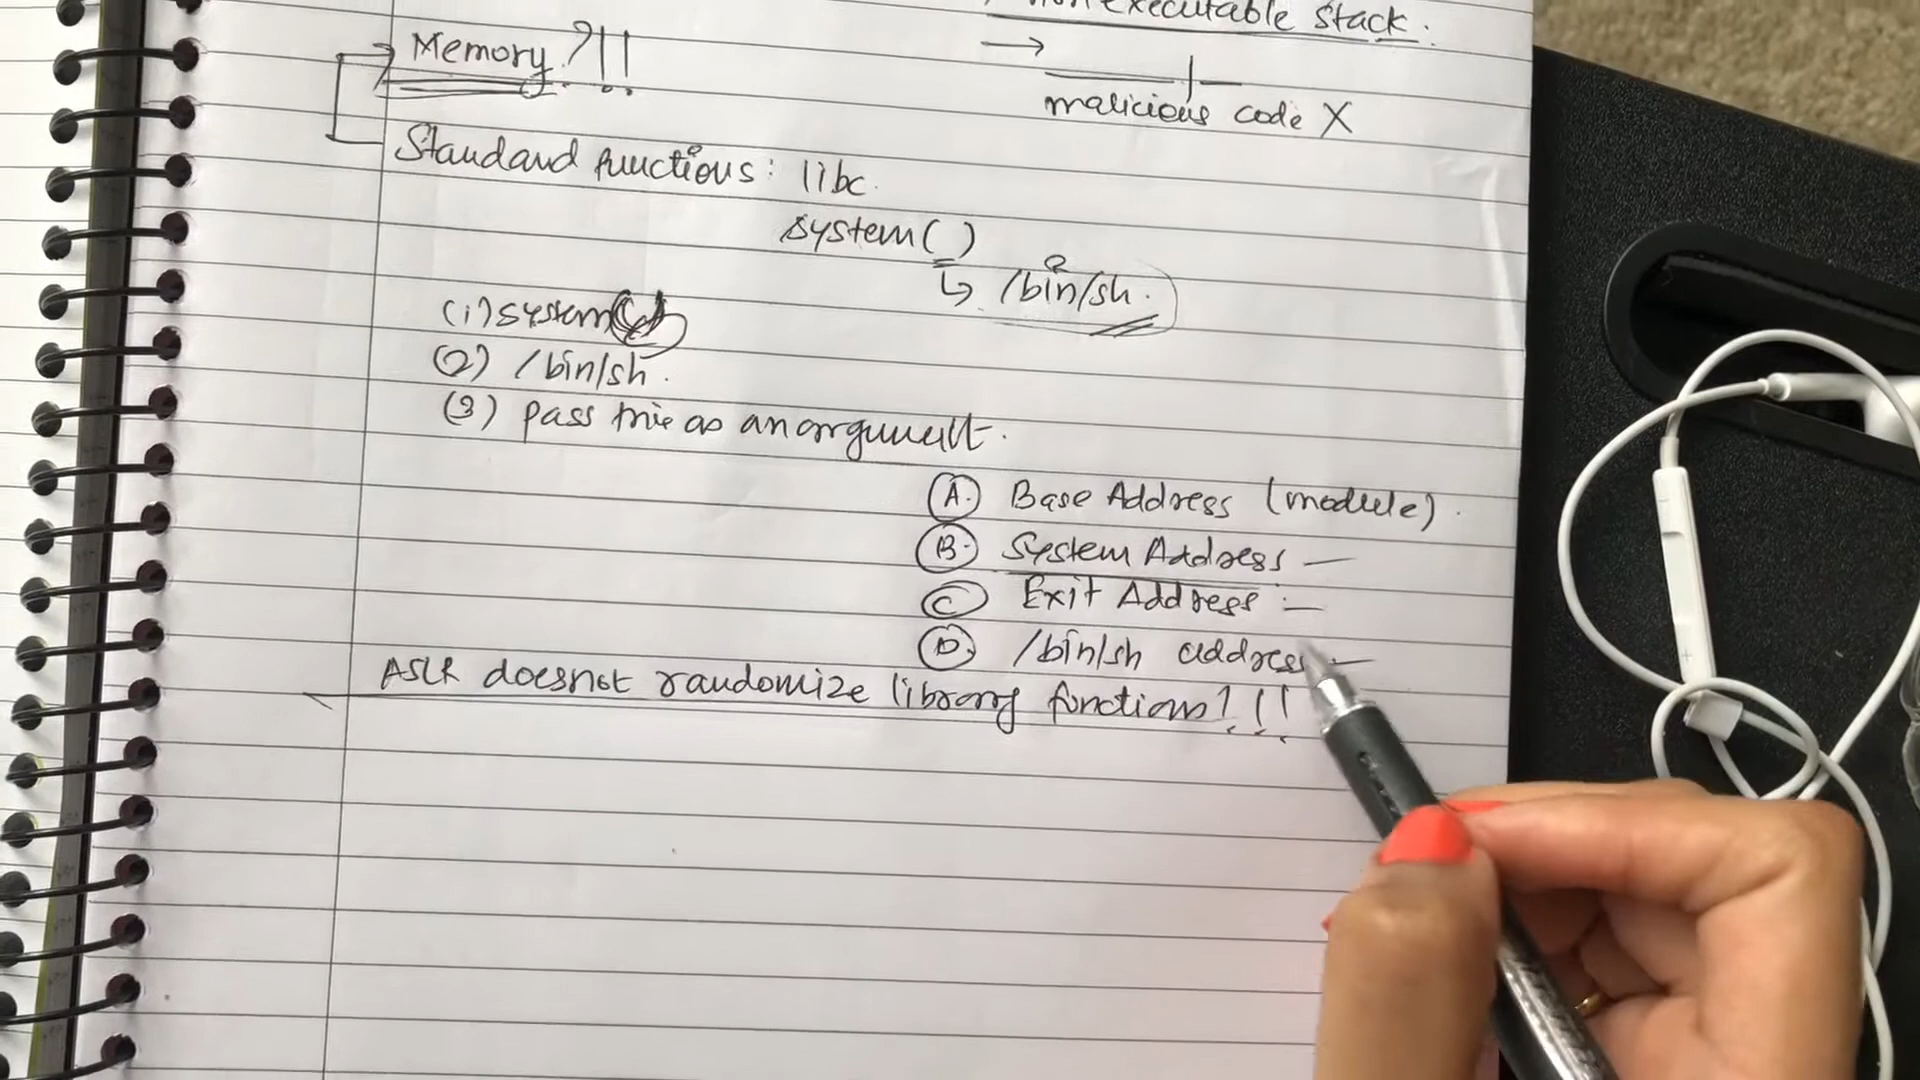 non executable stack.
→
Memory ?!!
malicious code X
Standard functions: libc.
system( )
↳ /bin/sh.
(1) system
(2) /bin/sh.
(3) pass this as an argument.
(A.) Base Address (module).
(B.) System Address —
(C) Exit Address :—
(D.) /bin/sh address —
ASLR doesnot randomize library functions!!!